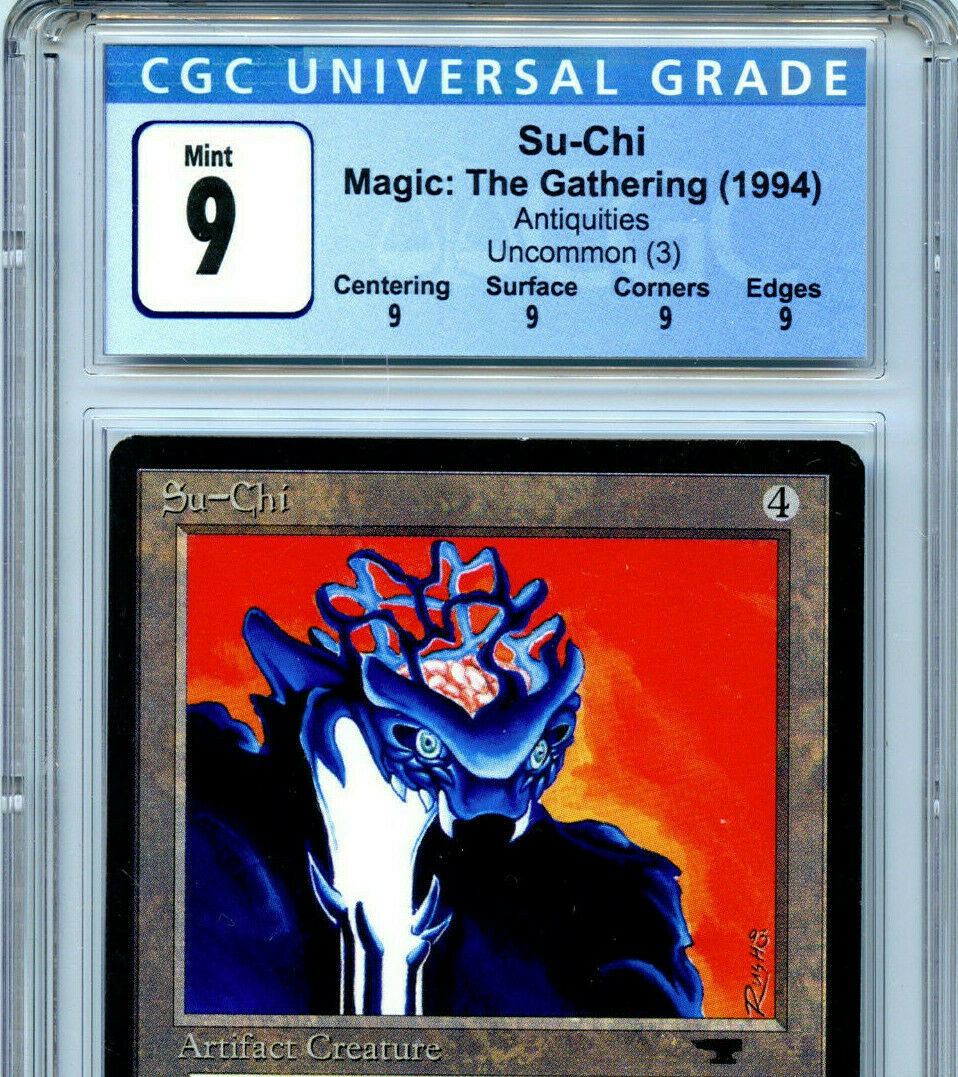 CGC UNIVERSAL GRADE
Mint
9
Su-Chi
Magic: The Gathering (1994)
Antiquities
Uncommon (3)
Centering Surface Corners Edges
9 9 9 9
Su-Chi 4
Artifact Creature